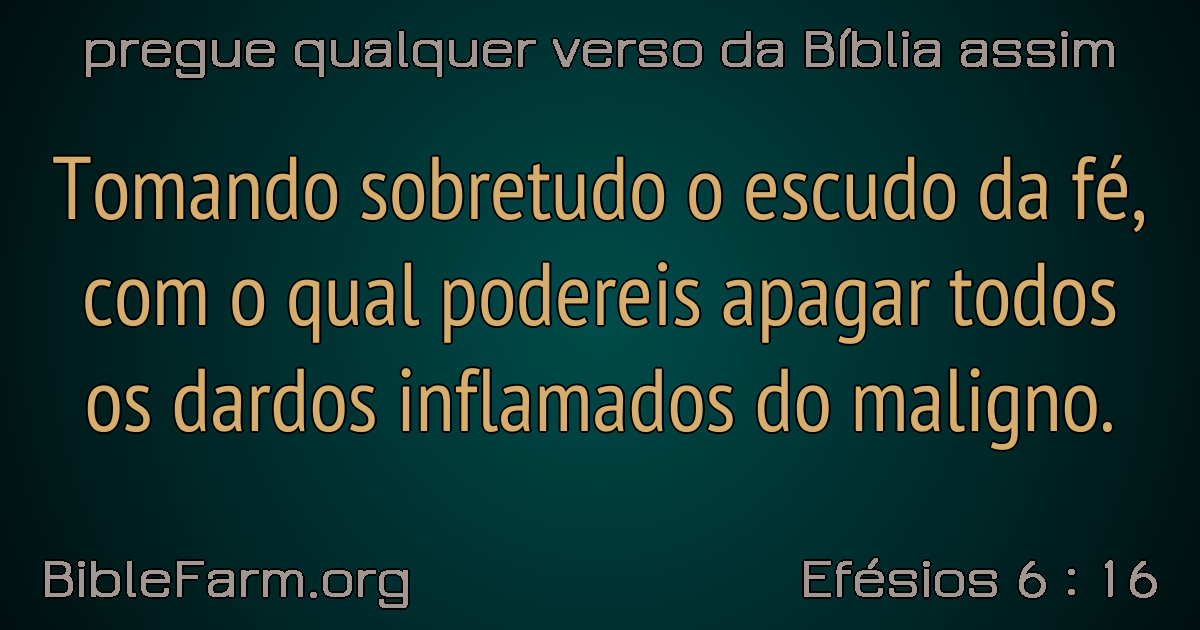 pregue qualquer verso da Bíblia assim
Tomando sobretudo o escudo da fé,
com o qual podereis apagar todos
os dardos inflamados do maligno.
BibleFarm.org
Efésios 6 : 16